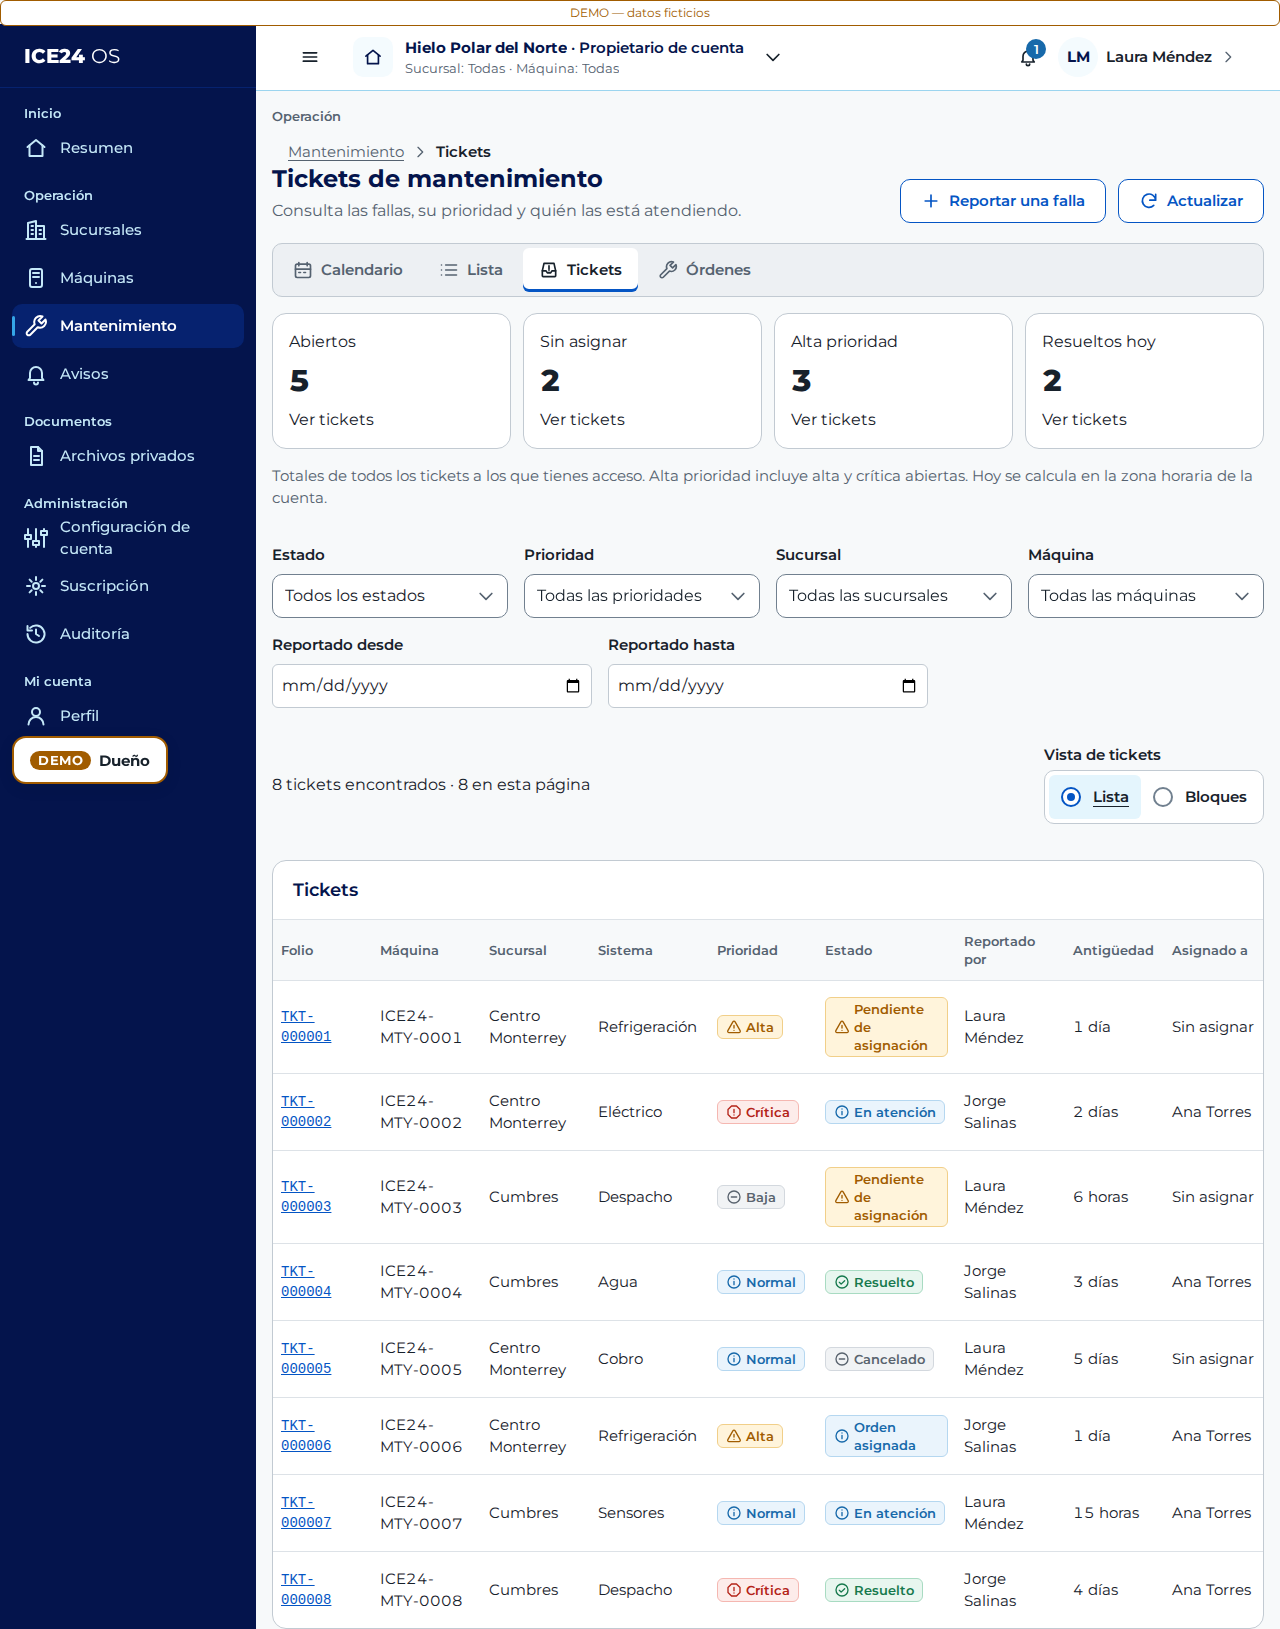 DEMO — datos ficticios
ICE24 OS
Inicio
Resumen
Operación
Sucursales
Máquinas
Mantenimiento
Avisos
Documentos
Archivos privados
Administración
Configuración de
cuenta
Suscripción
Auditoría
Mi cuenta
Perfil
DEMO Dueño
Hielo Polar del Norte · Propietario de cuenta
Sucursal: Todas · Máquina: Todas
1
LM Laura Méndez
Operación
Mantenimiento > Tickets
Tickets de mantenimiento
Consulta las fallas, su prioridad y quién las está atendiendo.
Reportar una falla
Actualizar
Calendario Lista Tickets Órdenes
Abiertos
5
Ver tickets
Sin asignar
2
Ver tickets
Alta prioridad
3
Ver tickets
Resueltos hoy
2
Ver tickets
Totales de todos los tickets a los que tienes acceso. Alta prioridad incluye alta y crítica abiertas. Hoy se calcula en la zona horaria de la
cuenta.
Estado
Todos los estados
Prioridad
Todas las prioridades
Sucursal
Todas las sucursales
Máquina
Todas las máquinas
Reportado desde
mm/dd/yyyy
Reportado hasta
mm/dd/yyyy
8 tickets encontrados · 8 en esta página
Vista de tickets
Lista Bloques
Tickets
Folio Máquina Sucursal Sistema Prioridad Estado Reportado por Antigüedad Asignado a
TKT-000001 ICE24-MTY-0001 Centro Monterrey Refrigeración Alta Pendiente de asignación Laura Méndez 1 día Sin asignar
TKT-000002 ICE24-MTY-0002 Centro Monterrey Eléctrico Crítica En atención Jorge Salinas 2 días Ana Torres
TKT-000003 ICE24-MTY-0003 Cumbres Despacho Baja Pendiente de asignación Laura Méndez 6 horas Sin asignar
TKT-000004 ICE24-MTY-0004 Cumbres Agua Normal Resuelto Jorge Salinas 3 días Ana Torres
TKT-000005 ICE24-MTY-0005 Centro Monterrey Cobro Normal Cancelado Laura Méndez 5 días Sin asignar
TKT-000006 ICE24-MTY-0006 Centro Monterrey Refrigeración Alta Orden asignada Jorge Salinas 1 día Ana Torres
TKT-000007 ICE24-MTY-0007 Cumbres Sensores Normal En atención Laura Méndez 15 horas Ana Torres
TKT-000008 ICE24-MTY-0008 Cumbres Despacho Crítica Resuelto Jorge Salinas 4 días Ana Torres